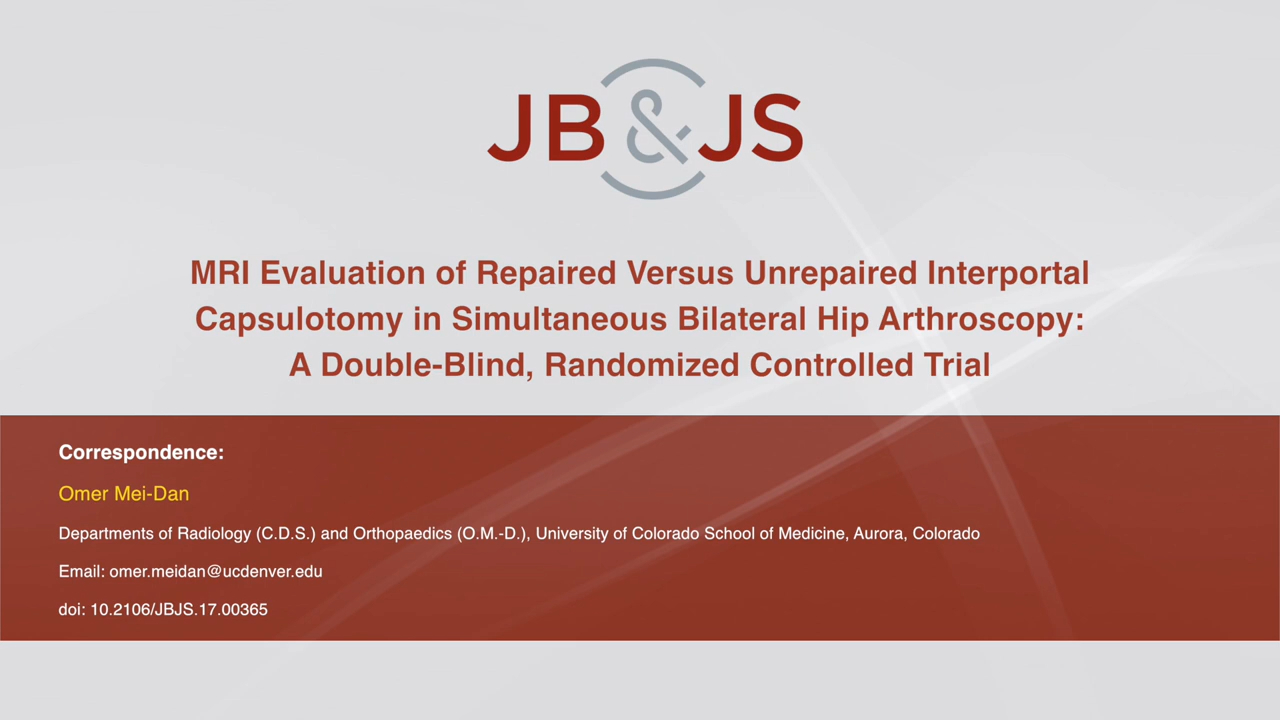 JB&JS
MRI Evaluation of Repaired Versus Unrepaired Interportal
Capsulotomy in Simultaneous Bilateral Hip Arthroscopy:
A Double-Blind, Randomized Controlled Trial
Correspondence:
Omer Mei-Dan
Departments of Radiology (C.D.S.) and Orthopaedics (O.M.-D.), University of Colorado School of Medicine, Aurora, Colorado
Email: omer.meidan@ucdenver.edu
doi: 10.2106/JBJS.17.00365